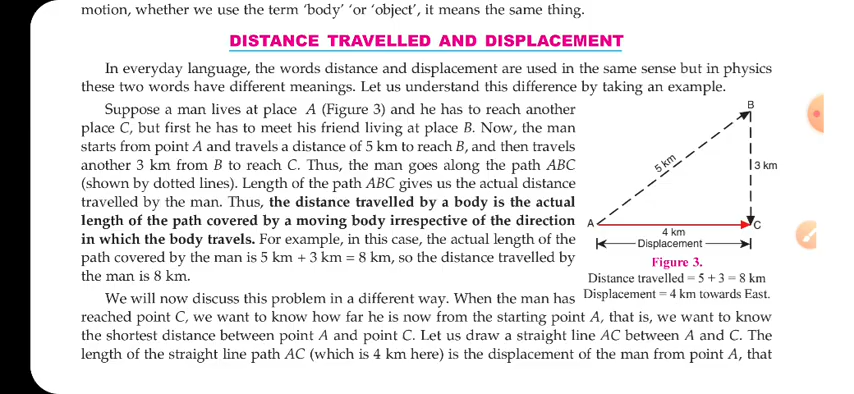 motion, whether we use the term ‘body’ ‘or ‘object’, it means the same thing.
DISTANCE TRAVELLED AND DISPLACEMENT
In everyday language, the words distance and displacement are used in the same sense but in physics
these two words have different meanings. Let us understand this difference by taking an example.
Suppose a man lives at place A (Figure 3) and he has to reach another
place C, but first he has to meet his friend living at place B. Now, the man
starts from point A and travels a distance of 5 km to reach B, and then travels
another 3 km from B to reach C. Thus, the man goes along the path ABC
(shown by dotted lines). Length of the path ABC gives us the actual distance
travelled by the man. Thus, the distance travelled by a body is the actual
length of the path covered by a moving body irrespective of the direction
in which the body travels. For example, in this case, the actual length of the
path covered by the man is 5 km + 3 km = 8 km, so the distance travelled by
the man is 8 km.
B
5 km
3 km
A
C
4 km
Displacement
Figure 3.
Distance travelled = 5 + 3 = 8 km
Displacement = 4 km towards East.
We will now discuss this problem in a different way. When the man has
reached point C, we want to know how far he is now from the starting point A, that is, we want to know
the shortest distance between point A and point C. Let us draw a straight line AC between A and C. The
length of the straight line path AC (which is 4 km here) is the displacement of the man from point A, that